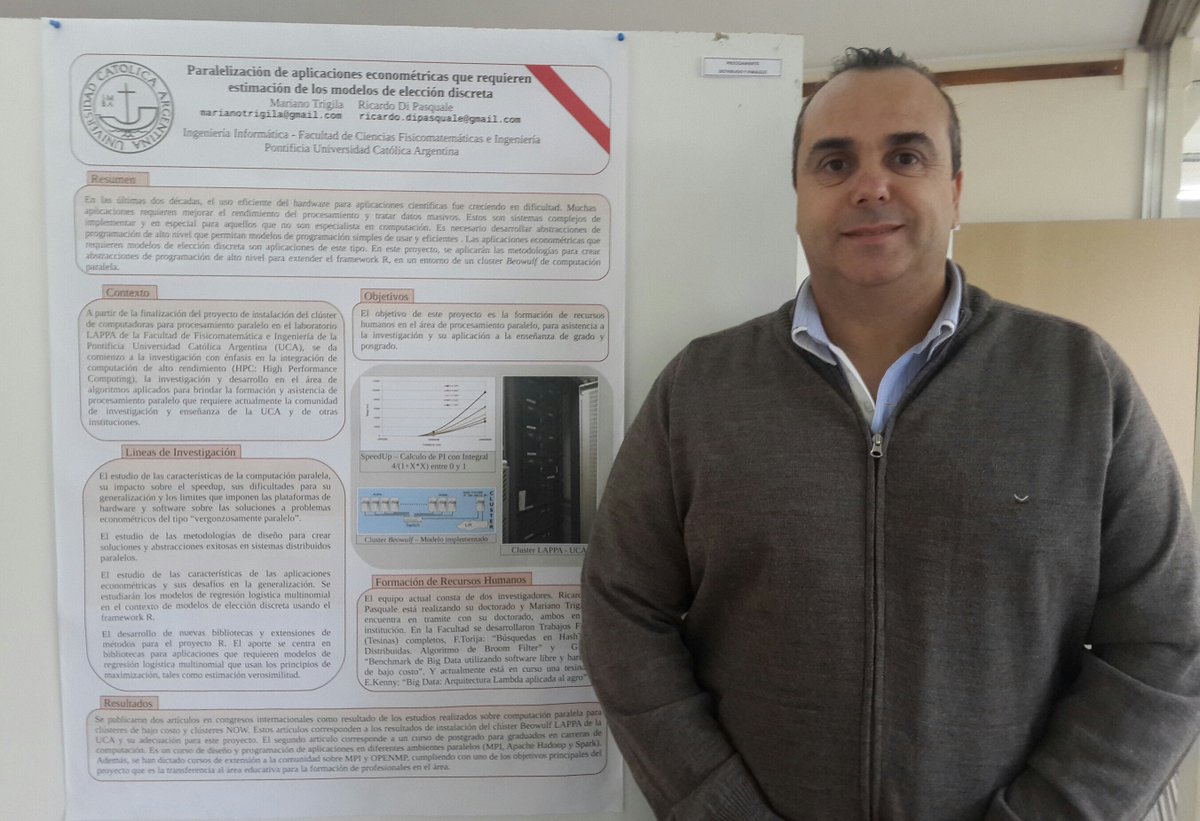 PROCESAMIENTO
DISTRIBUIDO Y PARALELO
UNIVERSIDAD CATOLICA ARGENTINA
Paralelización de aplicaciones econométricas que requieren
estimación de los modelos de elección discreta
Mariano Trigila Ricardo Di Pasquale
marianotrigila@gmail.com ricardo.dipasquale@gmail.com
Ingeniería Informática - Facultad de Ciencias Fisicomatemáticas e Ingeniería
Pontificia Universidad Católica Argentina
Resumen
En las últimas dos décadas, el uso eficiente del hardware para aplicaciones científicas fue creciendo en dificultad. Muchas
aplicaciones requieren mejorar el rendimiento del procesamiento y tratar datos masivos. Estos son sistemas complejos de
implementar y en especial para aquellos que no son especialista en computación. Es necesario desarrollar abstracciones de
programación de alto nivel que permitan modelos de programación simples de usar y eficientes . Las aplicaciones econométricas que
requieren modelos de elección discreta son aplicaciones de este tipo. En este proyecto, se aplicarán las metodologías para crear
abstracciones de programación de alto nivel para extender el framework R, en un entorno de un cluster Beowulf de computación
paralela.
Contexto
A partir de la finalización del proyecto de instalación del clúster
de computadoras para procesamiento paralelo en el laboratorio
LAPPA de la Facultad de Fisicomatemática e Ingeniería de la
Pontificia Universidad Católica Argentina (UCA), se da
comienzo a la investigación con énfasis en la integración de
computación de alto rendimiento (HPC: High Performance
Computing), la investigación y desarrollo en el área de
algoritmos aplicados para brindar la formación y asistencia de
procesamiento paralelo que requiere actualmente la comunidad
de investigación y enseñanza de la UCA y de otras
instituciones.
Líneas de Investigación
El estudio de las características de la computación paralela,
su impacto sobre el speedup, sus dificultades para su
generalización y los límites que imponen las plataformas de
hardware y software sobre las soluciones a problemas
econométricos del tipo “vergonzosamente paralelo”.
El estudio de las metodologías de diseño para crear
soluciones y abstracciones exitosas en sistemas distribuidos
paralelos.
El estudio de las características de las aplicaciones
econométricas y sus desafíos en la generalización. Se
estudiarán los modelos de regresión logística multinomial
en el contexto de modelos de elección discreta usando el
framework R.
El desarrollo de nuevas bibliotecas y extensiones de
métodos para el proyecto R. El aporte se centra en
bibliotecas para aplicaciones que requieren modelos de
regresión logística multinomial que usan los principios de
maximización, tales como estimación verosimilitud.
Objetivos
El objetivo de este proyecto es la formación de recursos
humanos en el área de procesamiento paralelo, para asistencia a
la investigación y su aplicación a la enseñanza de grado y
posgrado.
SpeedUp – Calculo de PI con Integral
4/(1+X*X) entre 0 y 1
CLUSTER
Switch
Cluster Beowulf – Modelo implementado
Clúster LAPPA - UCA
Formación de Recursos Humanos
El equipo actual consta de dos investigadores. Ricardo
Pasquale está realizando su doctorado y Mariano Trig
encuentra en tramite con su doctorado, ambos en
institución. En la Facultad se desarrollaron Trabajos F
(Tesinas) completos, F.Torija: “Búsquedas en Hash
Distribuidas. Algoritmo de Broom Filter” y G.
“Benchmark de Big Data utilizando software libre y har
de bajo costo”. Y actualmente está en curso una tesina
E.Kenny: “Big Data: Arquitectura Lambda aplicada al agro”
Resultados
Se publicaron dos artículos en congresos internacionales como resultado de los estudios realizados sobre computación paralela para
clústeres de bajo costo y clústeres NOW. Estos artículos corresponden a los resultados de instalación del clúster Beowulf LAPPA de la
UCA y su adecuación para este proyecto. El segundo artículo corresponde a un curso de postgrado para graduados en carreras de
computación. Es un curso de diseño y programación de aplicaciones en diferentes ambientes paralelos (MPI, Apache Hadoop y Spark).
Además, se han dictado cursos de extensión a la comunidad sobre MPI y OPENMP, cumpliendo con uno de los objetivos principales del
proyecto que es la transferencia al área educativa para la formación de profesionales en el área.